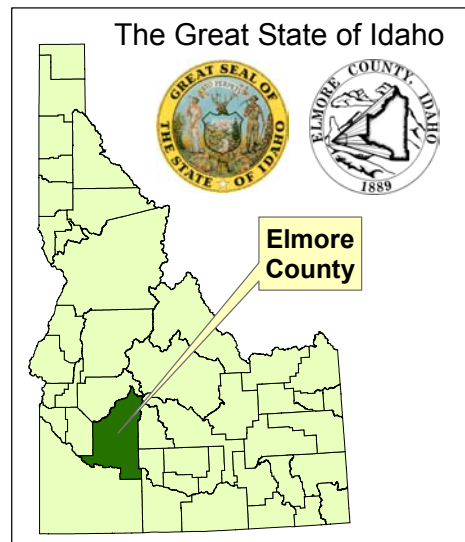 The Great State of Idaho
GREAT SEAL OF
THE STATE OF IDAHO
ELMORE COUNTY, IDAHO
1889
Elmore
County